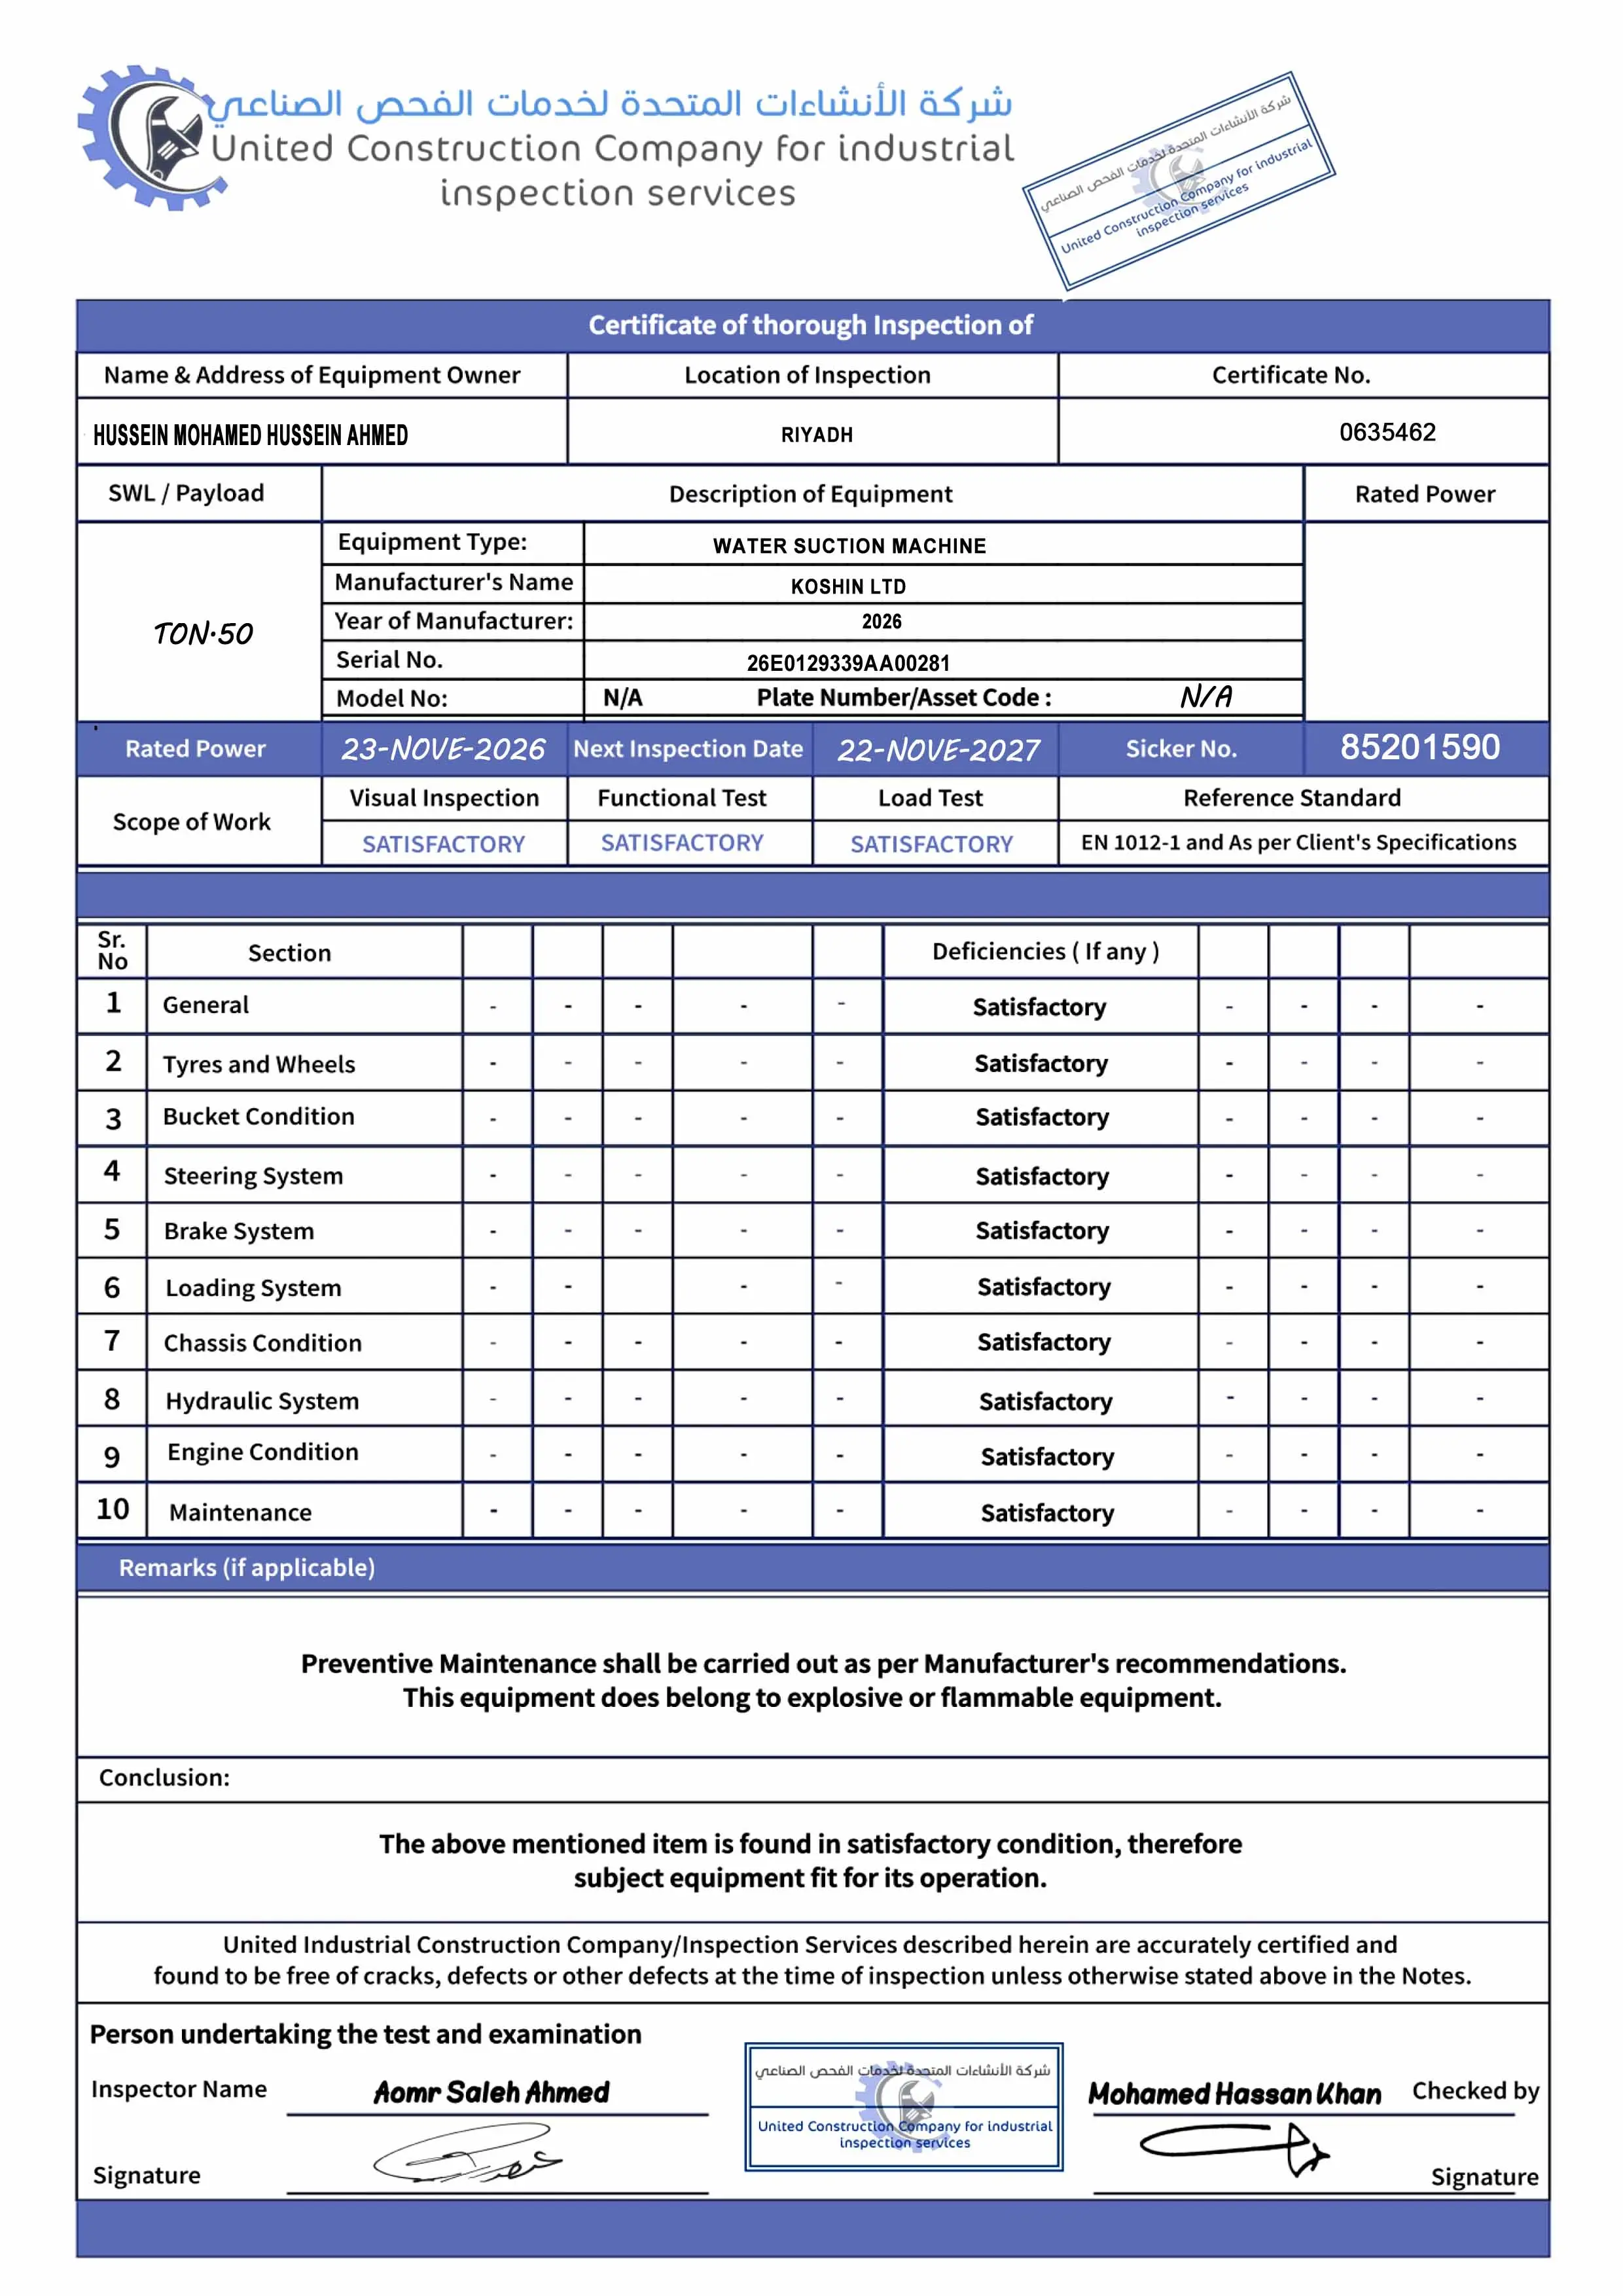 شركة الأنشاءات المتحدة لخدمات الفحص الصناعي
United Construction Company for industrial
inspection services
شركة الأنشاءات المتحدة لخدمات الفحص الصناعي
United Construction Company for industrial
inspection services
Certificate of thorough Inspection of
Name & Address of Equipment Owner Location of Inspection Certificate No.
HUSSEIN MOHAMED HUSSEIN AHMED RIYADH 0635462
SWL / Payload Description of Equipment Rated Power
Equipment Type: WATER SUCTION MACHINE
Manufacturer's Name KOSHIN LTD
Year of Manufacturer: 2026
TON·50
Serial No. 26E0129339AA00281
Model No: N/A Plate Number/Asset Code : N/A
Rated Power 23-NOVE-2026 Next Inspection Date 22-NOVE-2027 Sicker No. 85201590
Scope of Work Visual Inspection Functional Test Load Test Reference Standard
SATISFACTORY SATISFACTORY SATISFACTORY EN 1012-1 and As per Client's Specifications
Sr. No Section Deficiencies ( If any )
1 General - - - - - Satisfactory - - - -
2 Tyres and Wheels - - - - - Satisfactory - - - -
3 Bucket Condition - - - - - Satisfactory - - - -
4 Steering System - - - - - Satisfactory - - - -
5 Brake System - - - - - Satisfactory - - - -
6 Loading System - - - - Satisfactory - - - -
7 Chassis Condition - - - - - Satisfactory - - - -
8 Hydraulic System - - - - - Satisfactory - - - -
9 Engine Condition - - - - - Satisfactory - - - -
10 Maintenance - - - - - Satisfactory - - - -
Remarks (if applicable)
Preventive Maintenance shall be carried out as per Manufacturer's recommendations.
This equipment does belong to explosive or flammable equipment.
Conclusion:
The above mentioned item is found in satisfactory condition, therefore
subject equipment fit for its operation.
United Industrial Construction Company/Inspection Services described herein are accurately certified and
found to be free of cracks, defects or other defects at the time of inspection unless otherwise stated above in the Notes.
Person undertaking the test and examination
Inspector Name Aomr Saleh Ahmed
Signature
شركة الأنشاءات المتحدة لخدمات الفحص الصناعي
United Construction Company for industrial
inspection services
Mohamed Hassan Khan Checked by
Signature